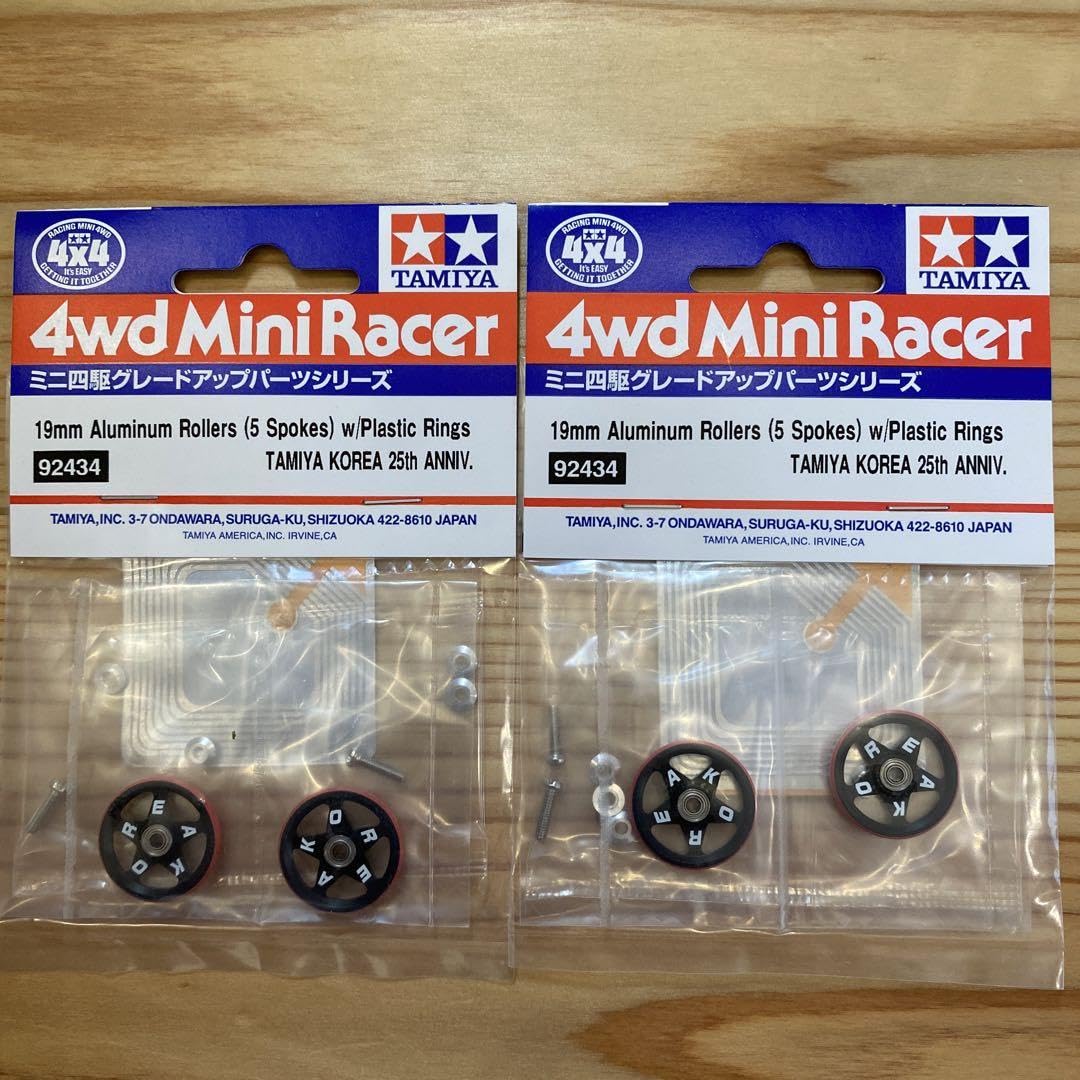 RACING MINI 4WD
4x4
It's EASY
GETTING IT TOGETHER
TAMIYA
4wd Mini Racer
ミニ四駆グレードアップパーツシリーズ
19mm Aluminum Rollers (5 Spokes) w/Plastic Rings
92434
TAMIYA KOREA 25th ANNIV.
TAMIYA,INC. 3-7 ONDAWARA, SURUGA-KU, SHIZUOKA 422-8610 JAPAN
TAMIYA AMERICA,INC. IRVINE,CA
KOREA
KOREA
RACING MINI 4WD
4x4
It's EASY
GETTING IT TOGETHER
TAMIYA
4wd Mini Racer
ミニ四駆グレードアップパーツシリーズ
19mm Aluminum Rollers (5 Spokes) w/Plastic Rings
92434
TAMIYA KOREA 25th ANNIV.
TAMIYA,INC. 3-7 ONDAWARA, SURUGA-KU, SHIZUOKA 422-8610 JAPAN
TAMIYA AMERICA,INC. IRVINE,CA
KOREA
KOREA